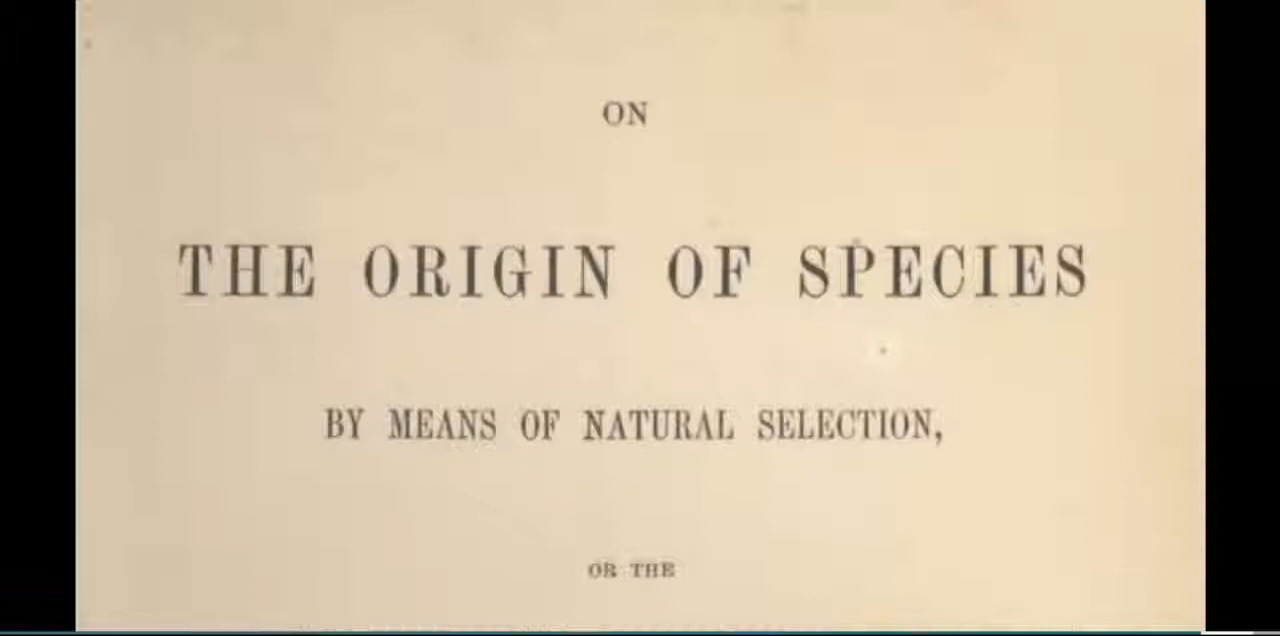 ON
THE ORIGIN OF SPECIES
BY MEANS OF NATURAL SELECTION,
OR THE